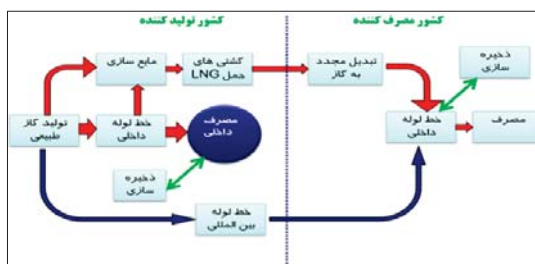 کشور مصرف کننده
کشور تولید کننده
ذخیره
سازی
تبدیل مجدد
به گاز
کشتی های
حمل LNG
مایع سازی
مصرف
خط لوله
داخلی
مصرف
داخلی
خط لوله
داخلی
تولید گاز
طبیعی
ذخیره
سازی
خط لوله
بین المللی